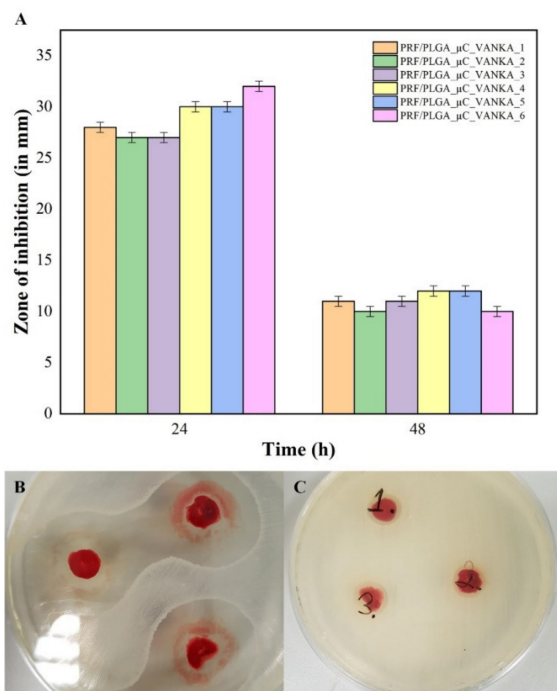 A
PRF/PLGA_µC_VANKA_1
PRF/PLGA_µC_VANKA_2
PRF/PLGA_µC_VANKA_3
PRF/PLGA_µC_VANKA_4
PRF/PLGA_µC_VANKA_5
PRF/PLGA_µC_VANKA_6
Zone of inhibtion (in mm)
35
30
25
20
15
10
5
0
24 48
Time (h)
B
C
1.
2
3.